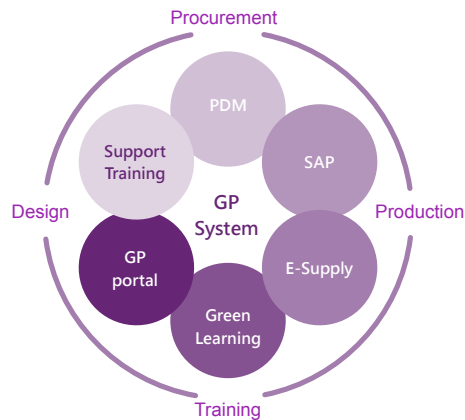 Procurement
PDM
Support
Training
SAP
Design
GP
System
Production
GP
portal
E-Supply
Green
Learning
Training